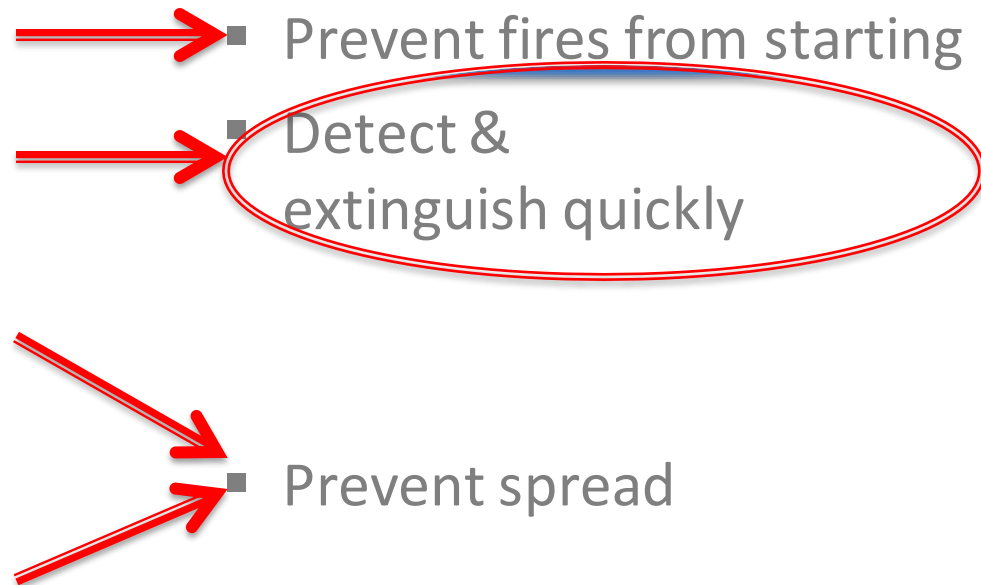 Prevent fires from starting
Detect &
extinguish quickly
Prevent spread